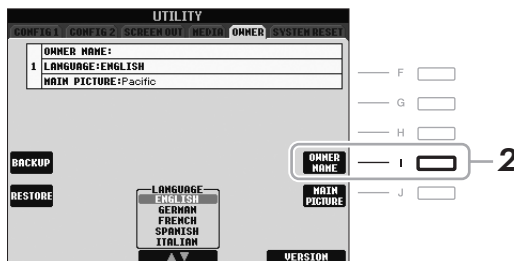 UTILITY
CONFIG 1 CONFIG 2 SCREEN OUT MEDIA OWNER SYSTEM RESET
OWNER NAME:
1 LANGUAGE:ENGLISH
MAIN PICTURE:Pacific
F
G
H
BACKUP
OWNER NAME
I
2
RESTORE
LANGUAGE
ENGLISH
GERMAN
FRENCH
SPANISH
ITALIAN
MAIN PICTURE
J
VERSION